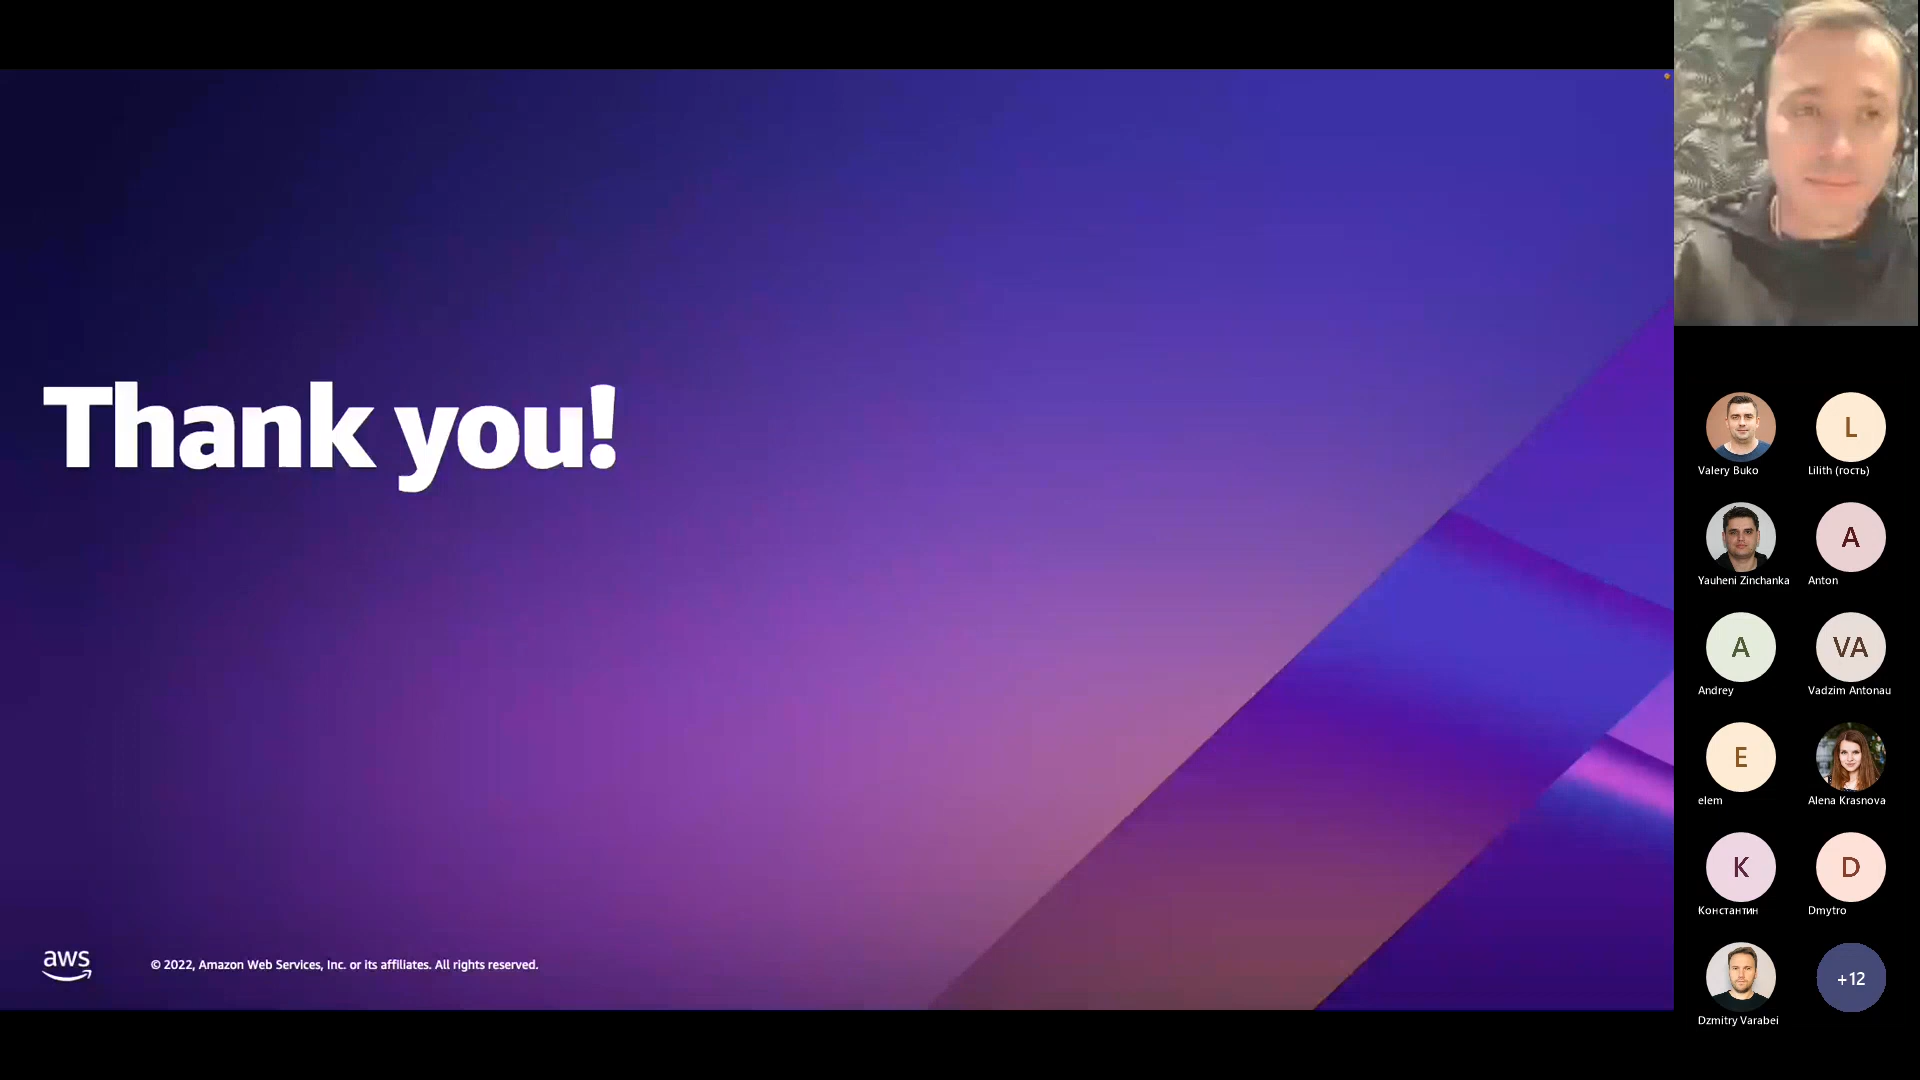 Thank you!
aws
© 2022, Amazon Web Services, Inc. or its affiliates. All rights reserved.
Valery Buko
L
Lilith (гость)
Yauheni Zinchanka
A
Anton
A
Andrey
VA
Vadzim Antonau
E
elem
Alena Krasnova
K
Константин
D
Dmytro
Dzmitry Varabei
+12